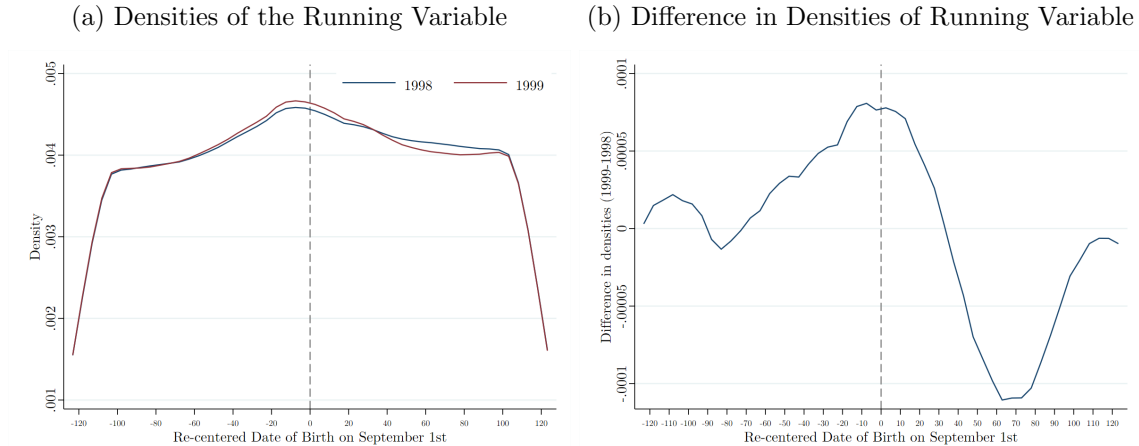 (a) Densities of the Running Variable
.005
.004
.003
.002
.001
Density
1998
1999
-120 -100 -80 -60 -40 -20 0 20 40 60 80 100 120
Re-centered Date of Birth on September 1st
(b) Difference in Densities of Running Variable
.0001
.00005
0
-.00005
-.0001
Difference in densities (1999-1998)
-120 -110 -100 -90 -80 -70 -60 -50 -40 -30 -20 -10 0 10 20 30 40 50 60 70 80 90 100 110 120
Re-centered Date of Birth on September 1st